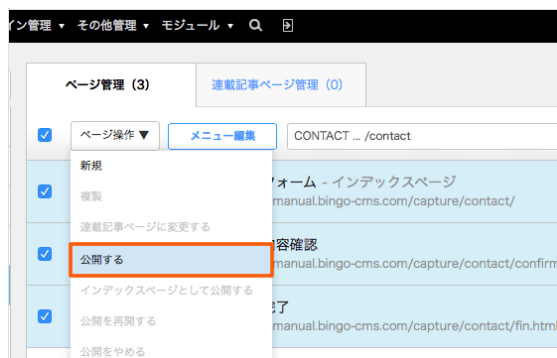 イン管理 ▼ その他管理 ▼ モジュール ▼
ページ管理（3） 連載記事ページ管理（0）
ページ操作 ▼ メニュー編集 CONTACT ... /contact
新規
フォーム - インデックスページ
複製
manual.bingo-cms.com/capture/contact/
連載記事ページに変更する
内容確認
公開する
manual.bingo-cms.com/capture/contact/confirm
インデックスページとして公開する
完了
公開を再開する
manual.bingo-cms.com/capture/contact/fin.html
公開をやめる